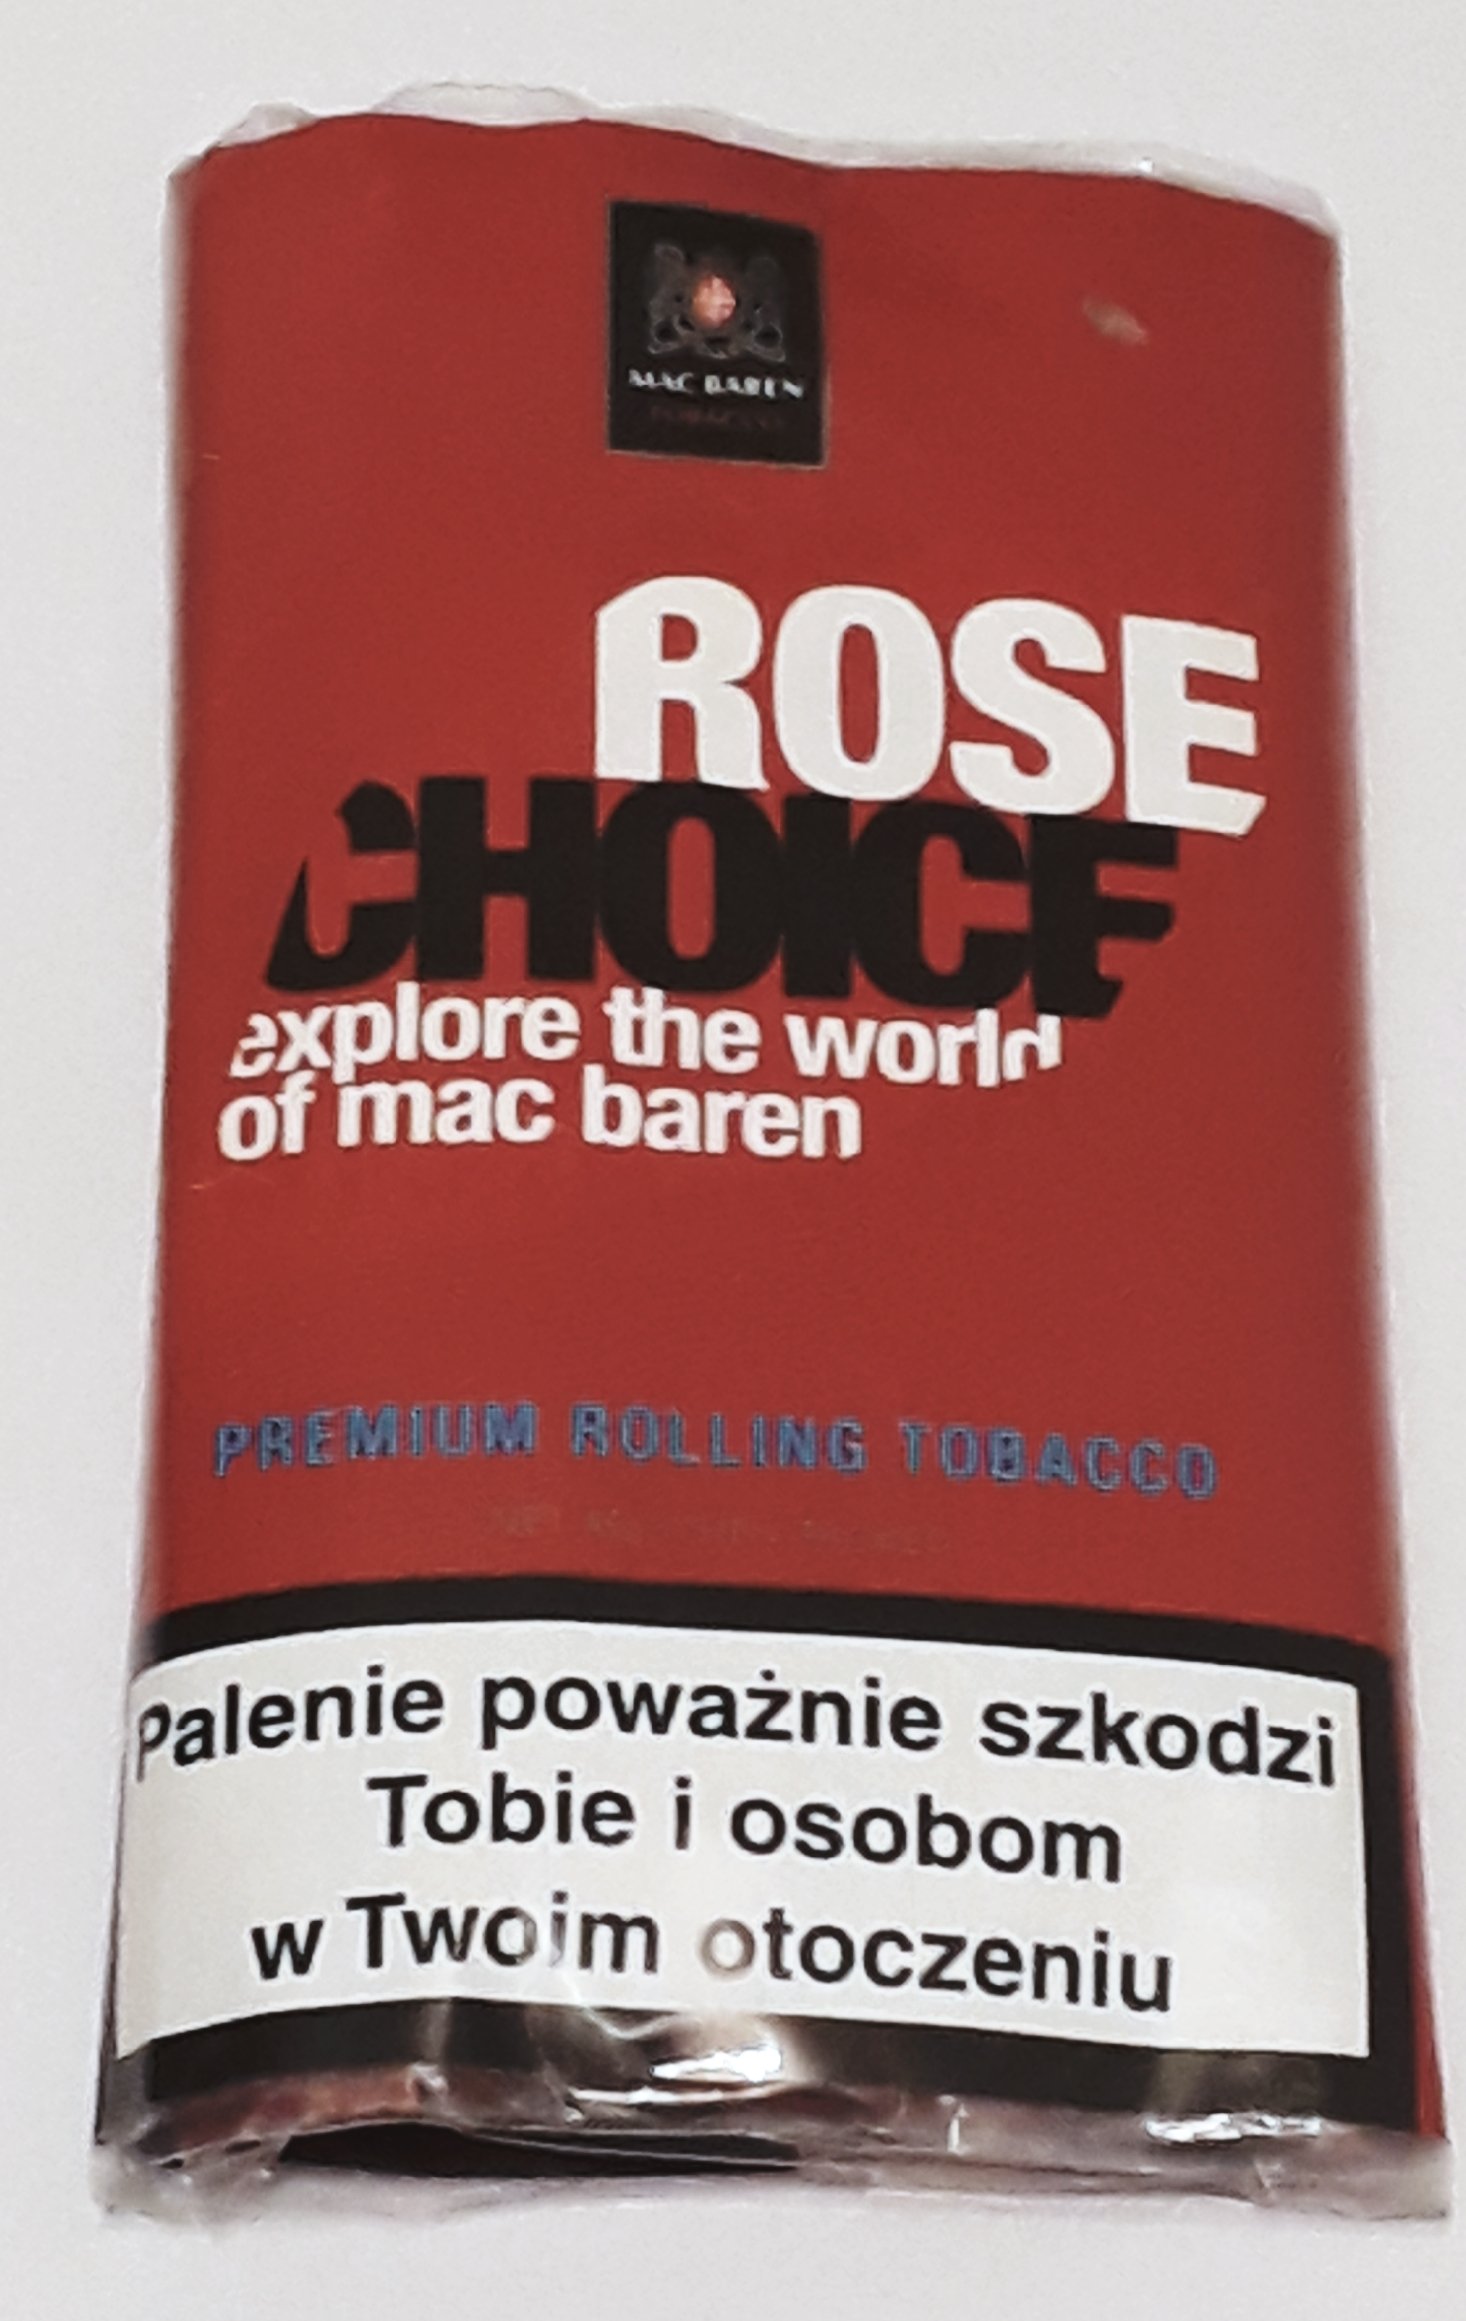 MAC BAREN
TOBACCO
ROSE
CHOICE
explore the world
of mac baren
PREMIUM ROLLING TOBACCO
Palenie poważnie szkodzi
Tobie i osobom
w Twoim otoczeniu